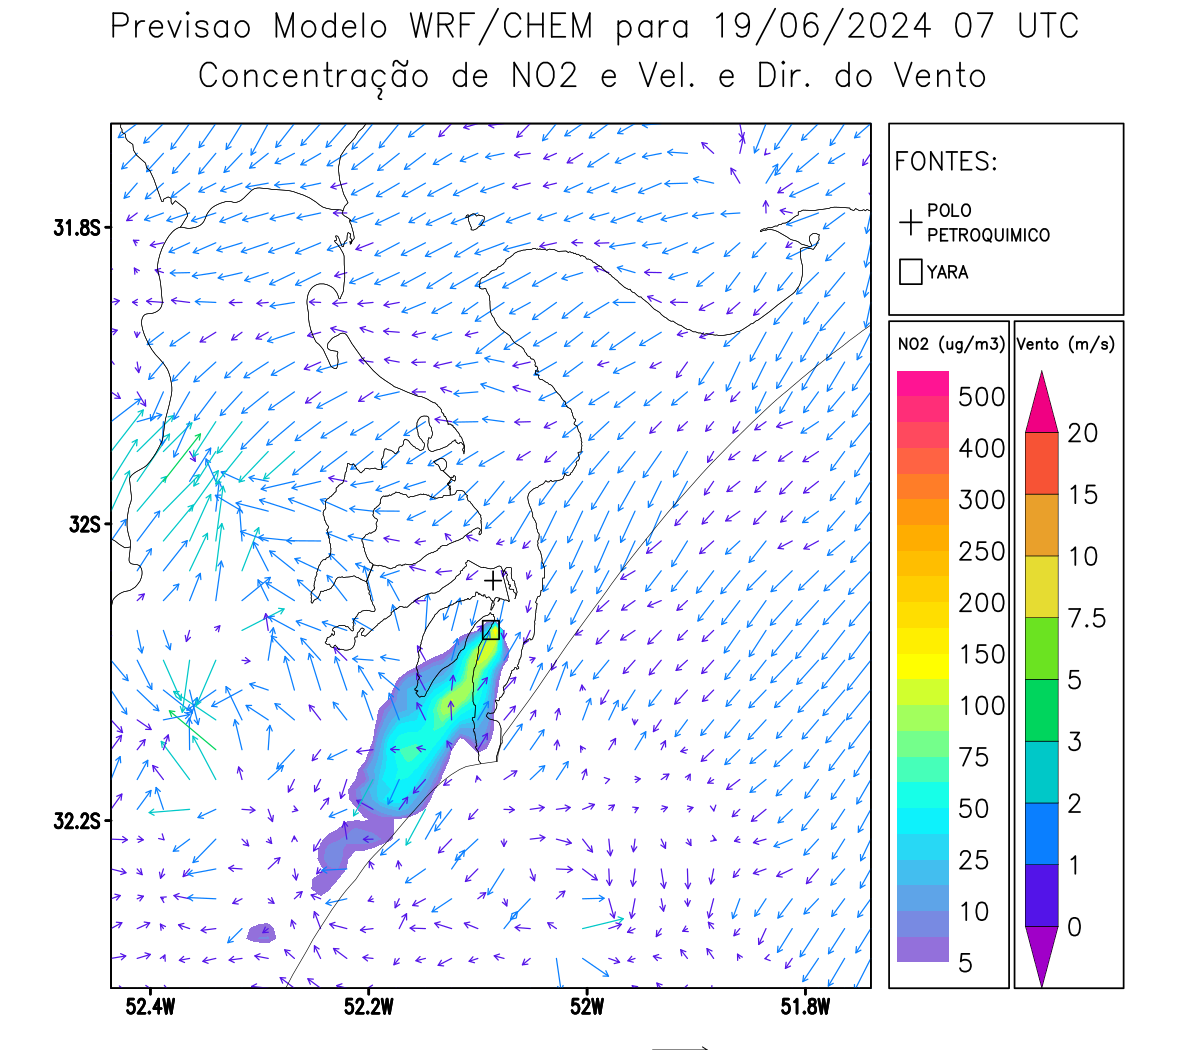 Previsao Modelo WRF/CHEM para 19/06/2024 07 UTC
Concentração de NO2 e Vel. e Dir. do Vento
FONTES:
POLO
PETROQUIMICO
YARA
NO2 (ug/m3)
500
400
300
250
200
150
100
75
50
25
10
5
Vento (m/s)
20
15
10
7.5
5
3
2
1
0
31.8S
32S
32.2S
52.4W
52.2W
52W
51.8W